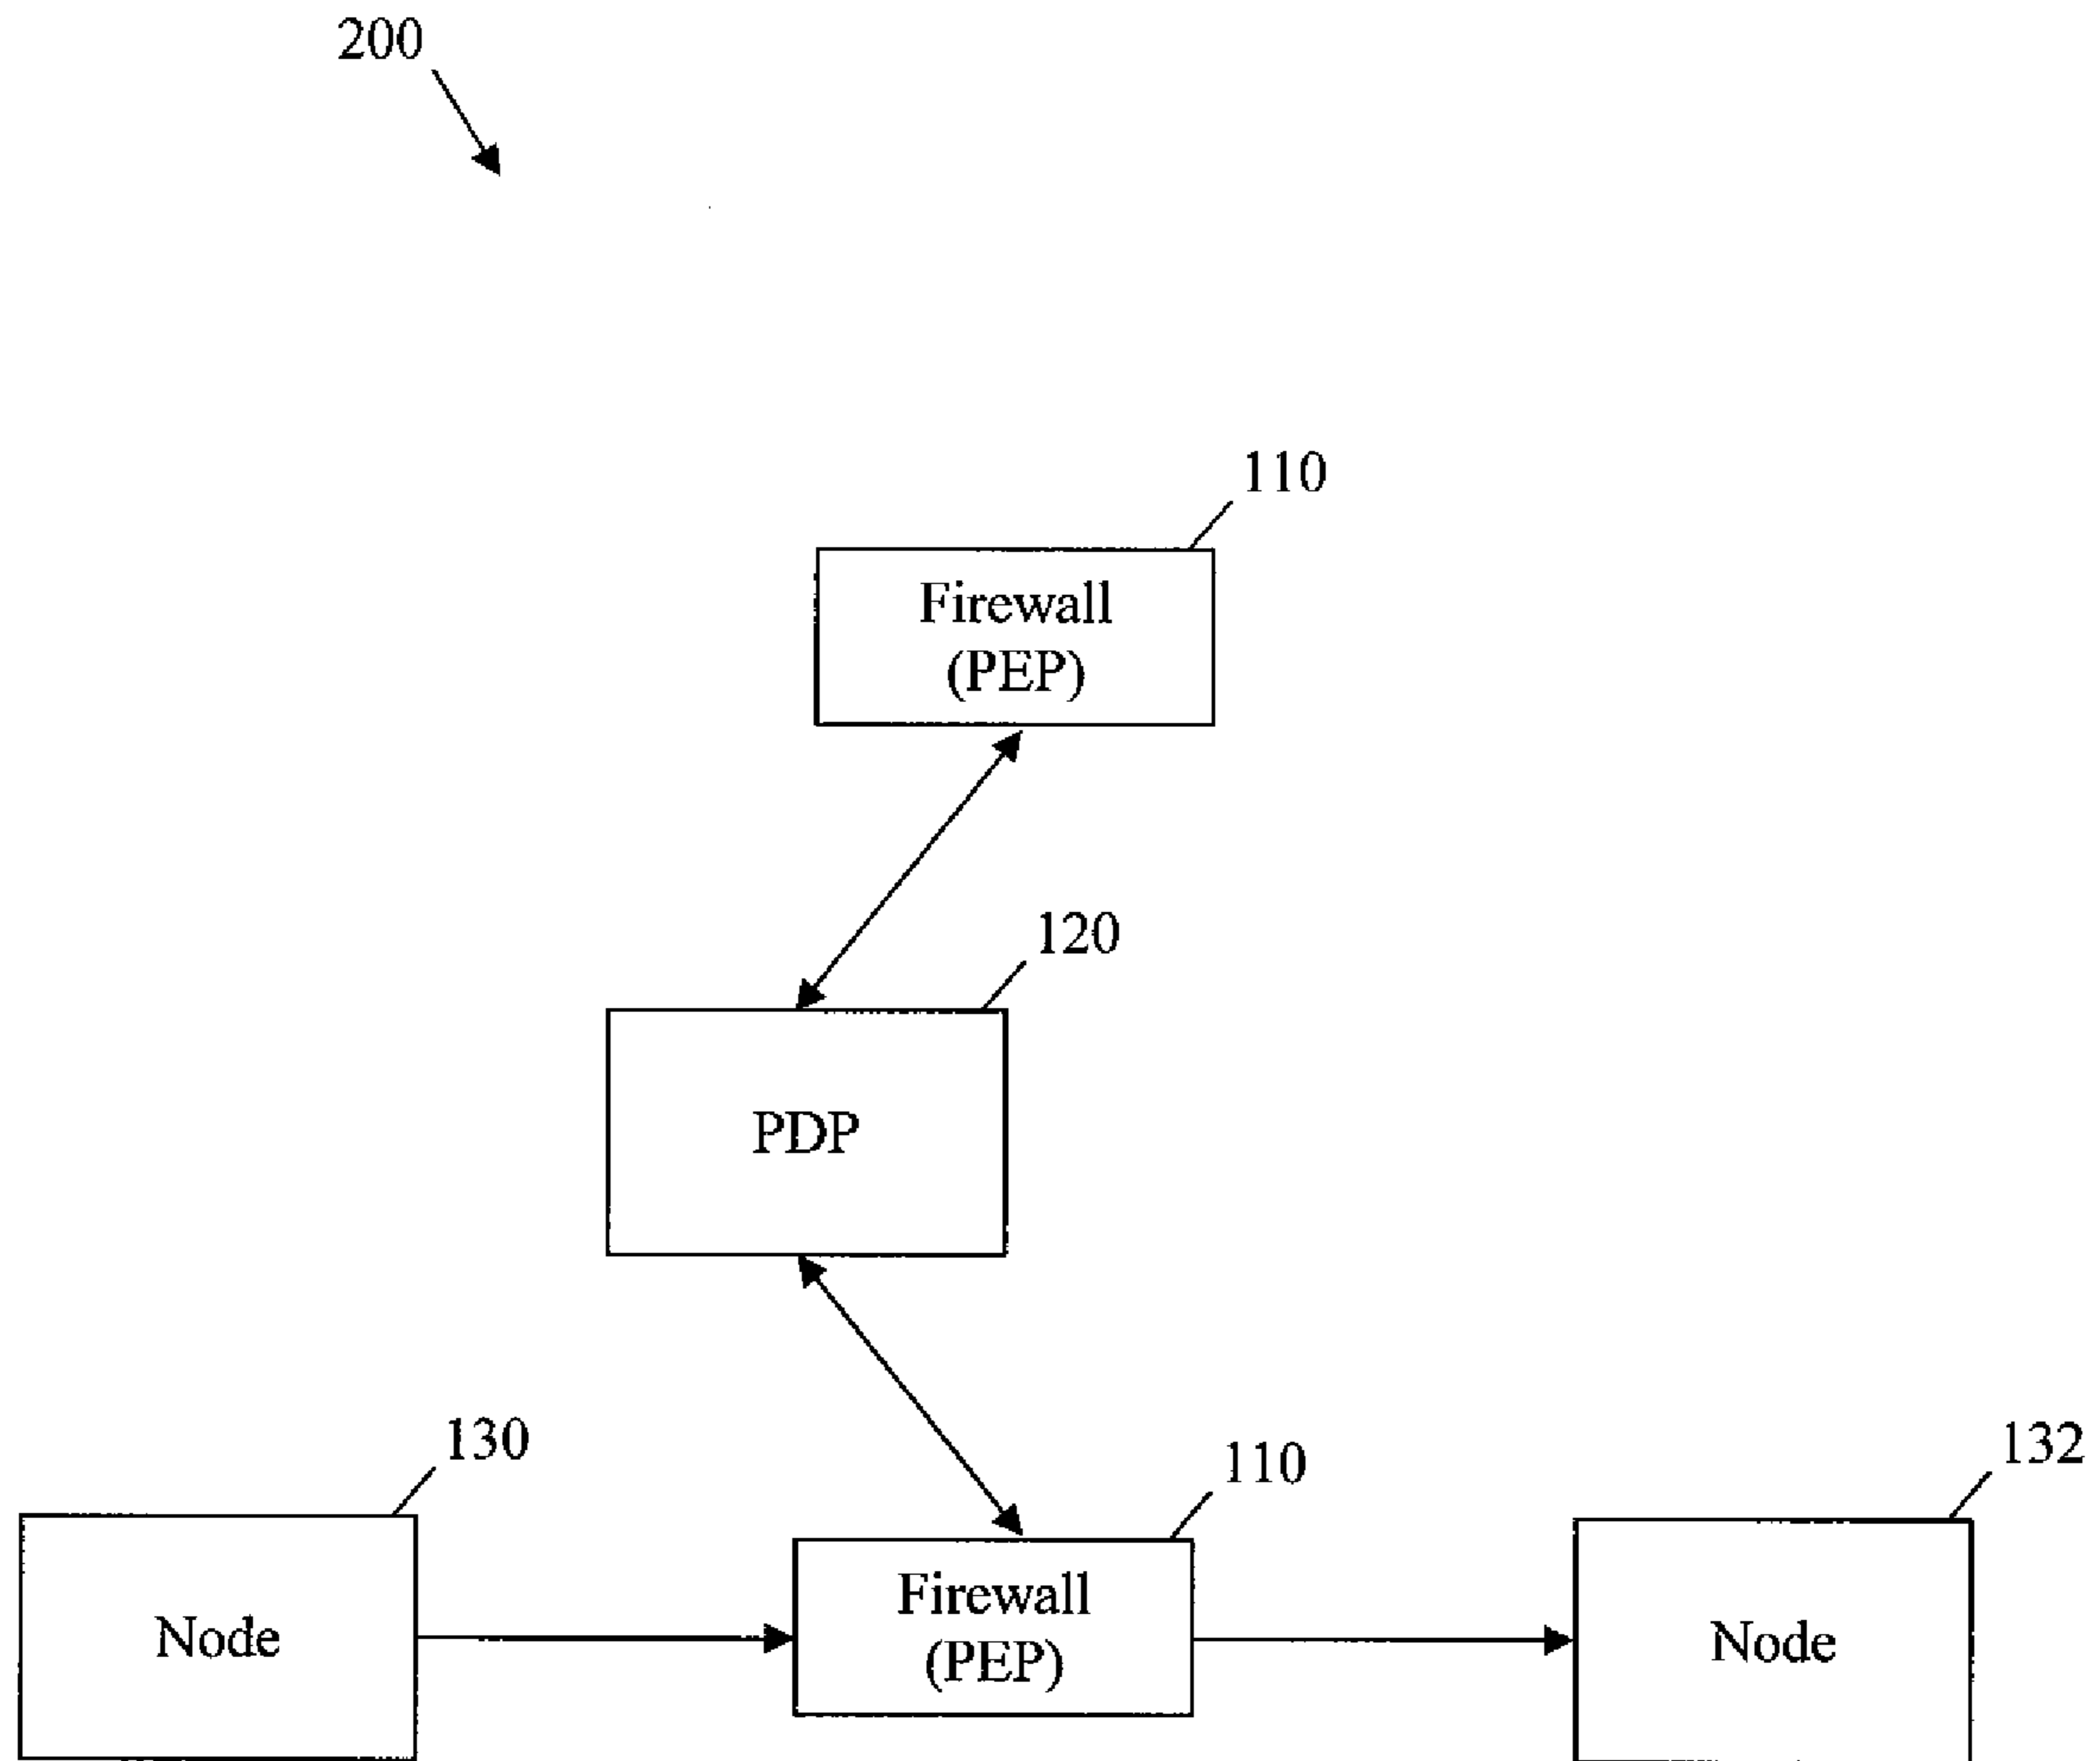 200
110
Firewall
(PEP)
120
PDP
130
110
132
Node
Firewall
(PEP)
Node